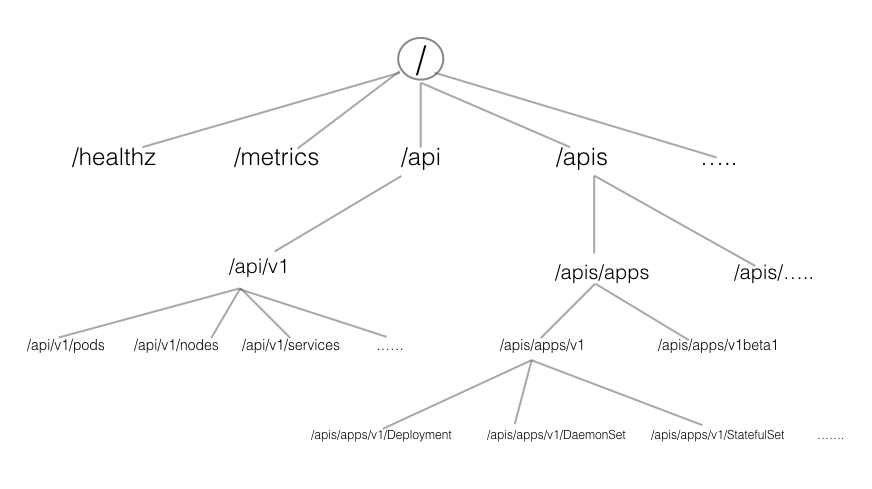 /
/healthz
/metrics
/api
/apis
.....
/api/v1
/apis/apps
/apis/.....
/api/v1/pods
/api/v1/nodes
/api/v1/services
......
/apis/apps/v1
/apis/apps/v1beta1
/apis/apps/v1/Deployment
/apis/apps/v1/DaemonSet
/apis/apps/v1/StatefulSet
.......